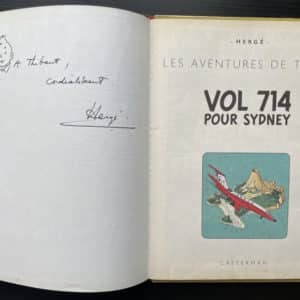 A Thibaut,
cordialement.
Hergé
- HERGÉ -
LES AVENTURES DE T
VOL 714
POUR SYDNEY
CASTERMAN